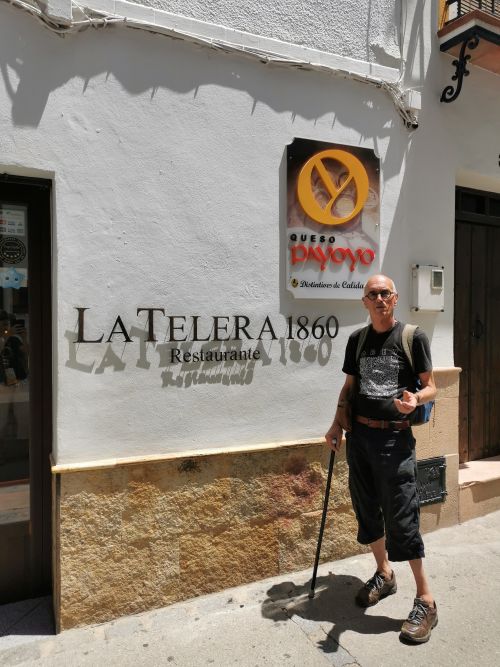 QUESO
PAYOYO
Distintivos de Calidad
LA TELERA 1860
Restaurante